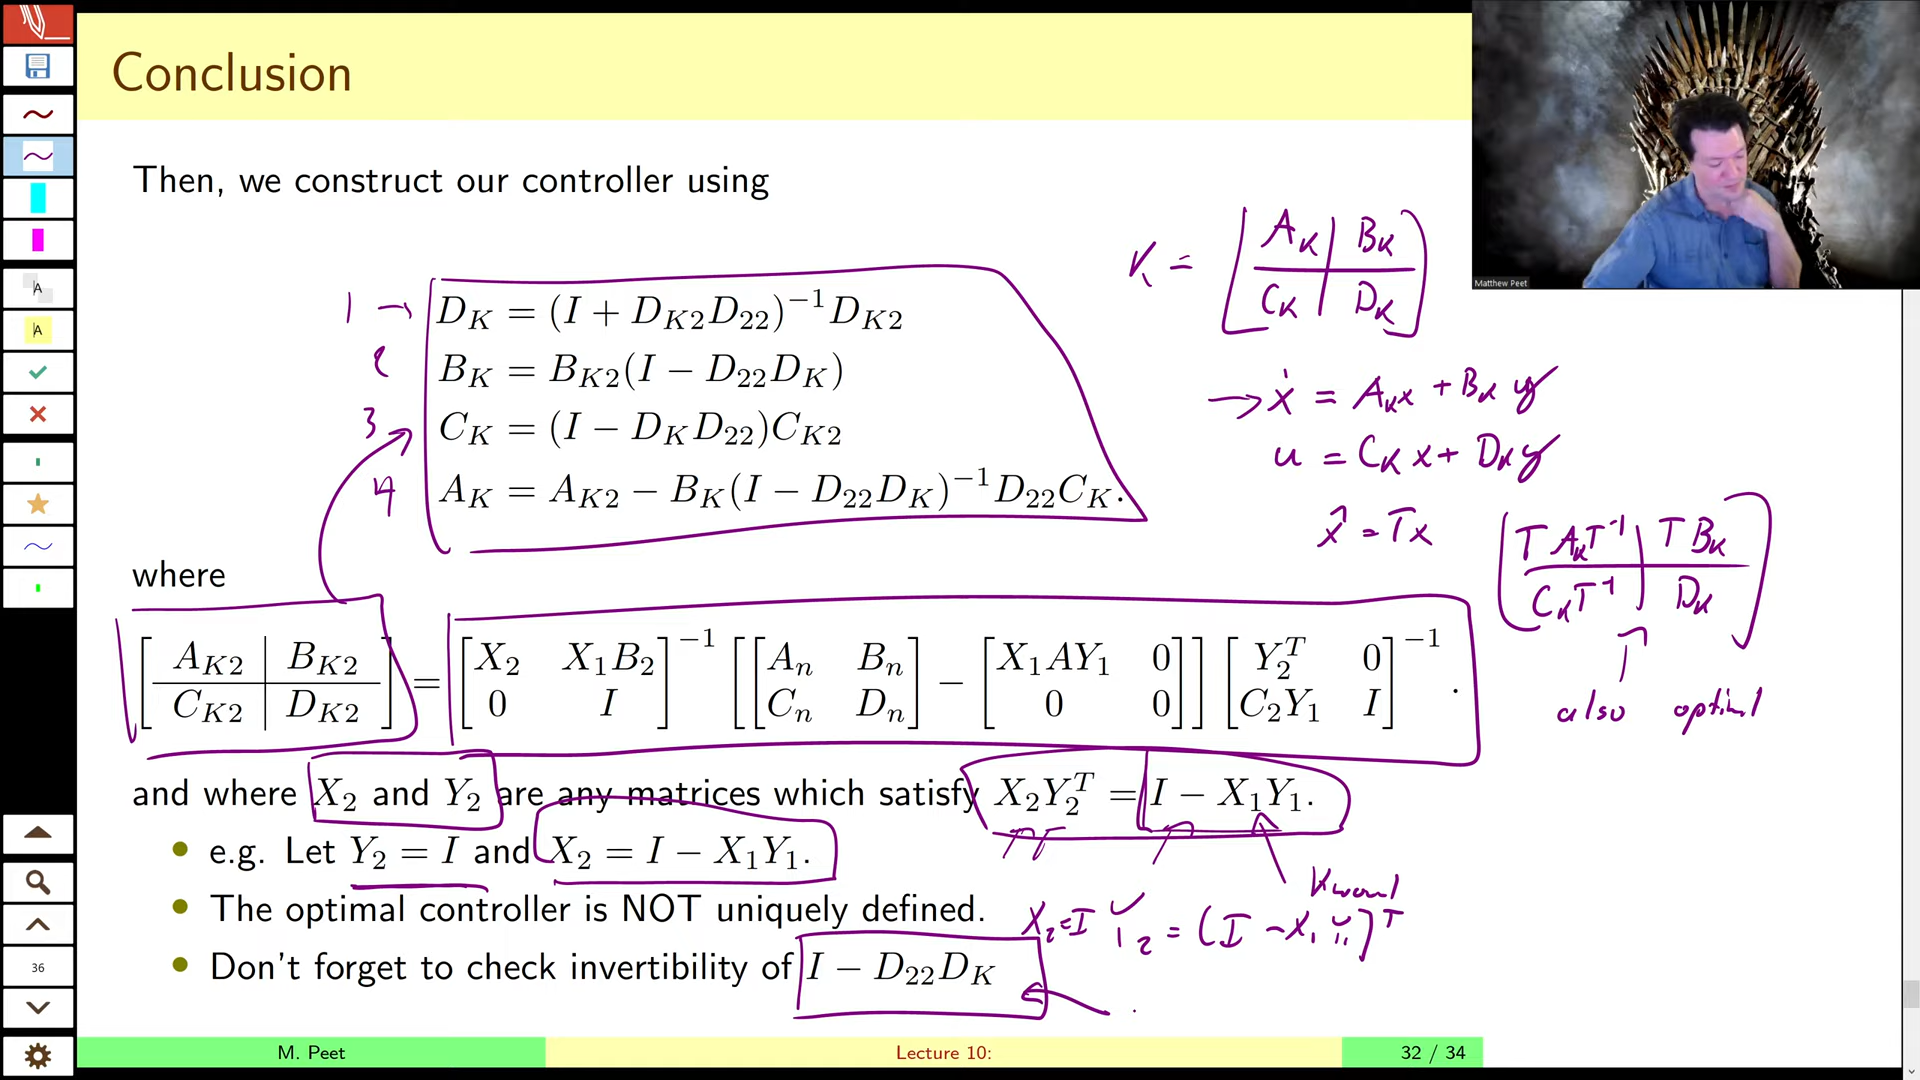 Conclusion
Matthew Peet
Then, we construct our controller using
K = [ A_K | B_K ; C_K | D_K ]
1 → D_K = (I + D_{K2}D_{22})^{-1}D_{K2}
2 B_K = B_{K2}(I − D_{22}D_K)
3 C_K = (I − D_K D_{22})C_{K2}
4 A_K = A_{K2} − B_K(I − D_{22}D_K)^{-1}D_{22}C_K.
→ ẋ = A_K x + B_K y
u = C_K x + D_K y
x̂ = Tx
[ T A_K T^{-1} | T B_K ; C_K T^{-1} | D_K ]
also optimal
where
[ A_{K2} | B_{K2} ; C_{K2} | D_{K2} ] = [ X_2 X_1B_2 ; 0 I ]^{-1} [ [ A_n B_n ; C_n D_n ] − [ X_1AY_1 0 ; 0 0 ] ] [ Y_2^T 0 ; C_2Y_1 I ]^{-1} .
and where X_2 and Y_2 are any matrices which satisfy X_2Y_2^T = I − X_1Y_1.
• e.g. Let Y_2 = I and X_2 = I − X_1Y_1.
• The optimal controller is NOT uniquely defined.
X_2=I Y_2 = (I − X_1 Y_1)^T
• Don't forget to check invertibility of I − D_{22}D_K
36
M. Peet
Lecture 10:
32 / 34